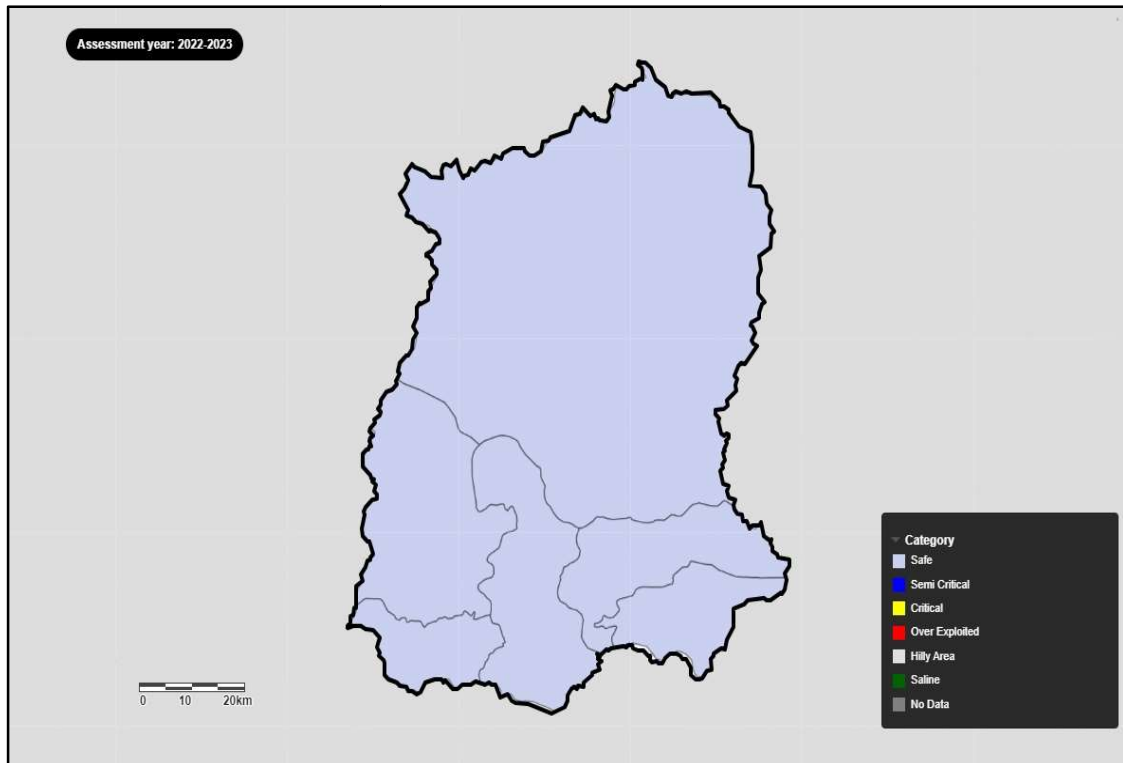 Assessment year: 2022-2023
Category
Safe
Semi Critical
Critical
Over Exploited
Hilly Area
Saline
No Data
0 10 20km